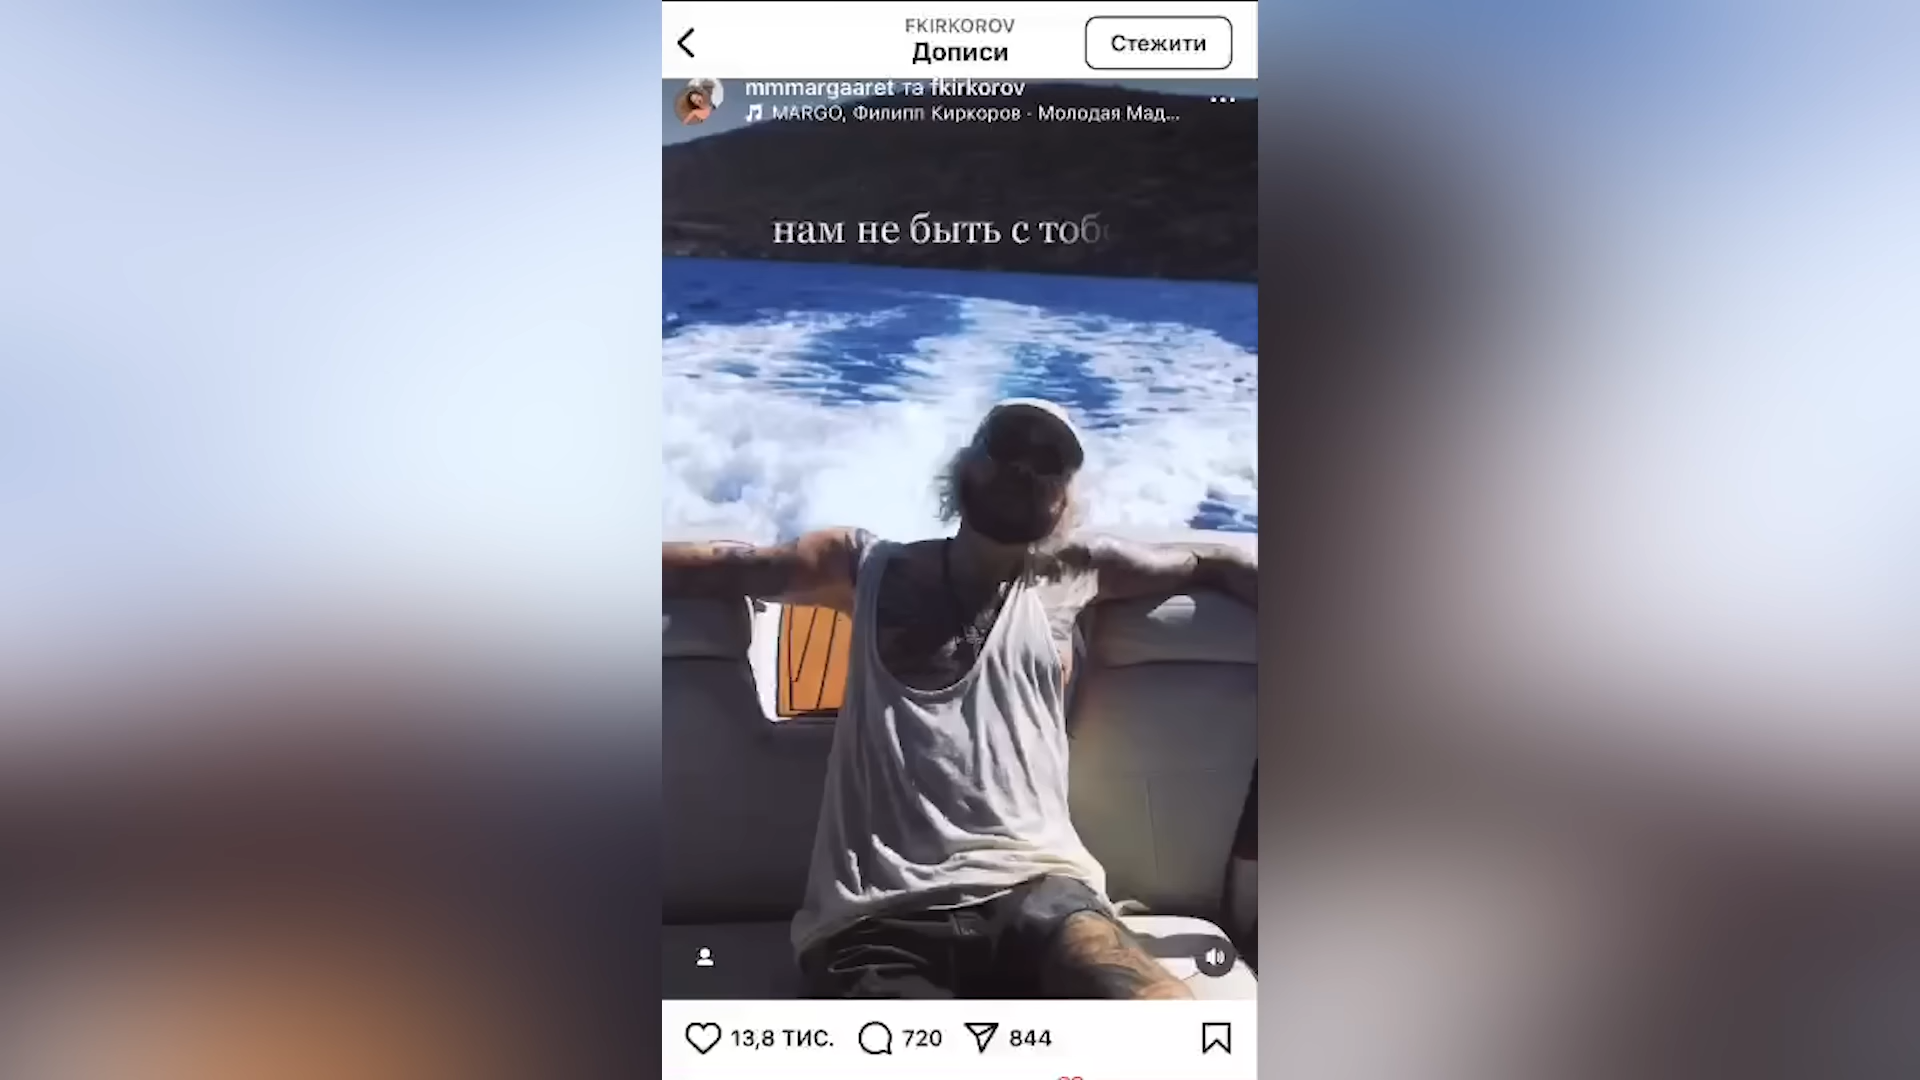 FKIRKOROV
Дописи
Стежити
mmmargaaret та fkirkorov
MARGO, Филипп Киркоров - Молодая Мад...
нам не быть с тобо
13,8 ТИС.
720
844